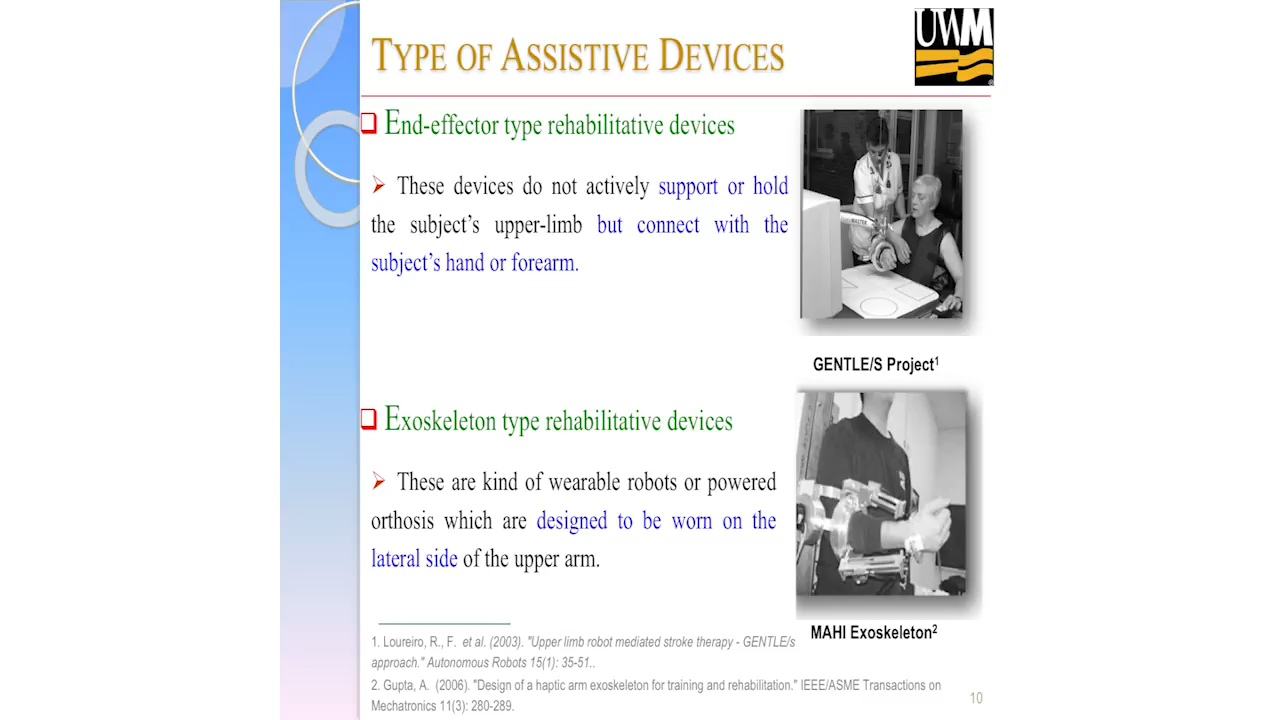 TYPE OF ASSISTIVE DEVICES
UWM
End-effector type rehabilitative devices
These devices do not actively support or hold
the subject's upper-limb but connect with the
subject's hand or forearm.
GENTLE/S Project1
Exoskeleton type rehabilitative devices
These are kind of wearable robots or powered
orthosis which are designed to be worn on the
lateral side of the upper arm.
MAHI Exoskeleton2
1. Loureiro, R., F. et al. (2003). "Upper limb robot mediated stroke therapy - GENTLE/s
approach." Autonomous Robots 15(1): 35-51..
2. Gupta, A. (2006). "Design of a haptic arm exoskeleton for training and rehabilitation." IEEE/ASME Transactions on
Mechatronics 11(3): 280-289.
10